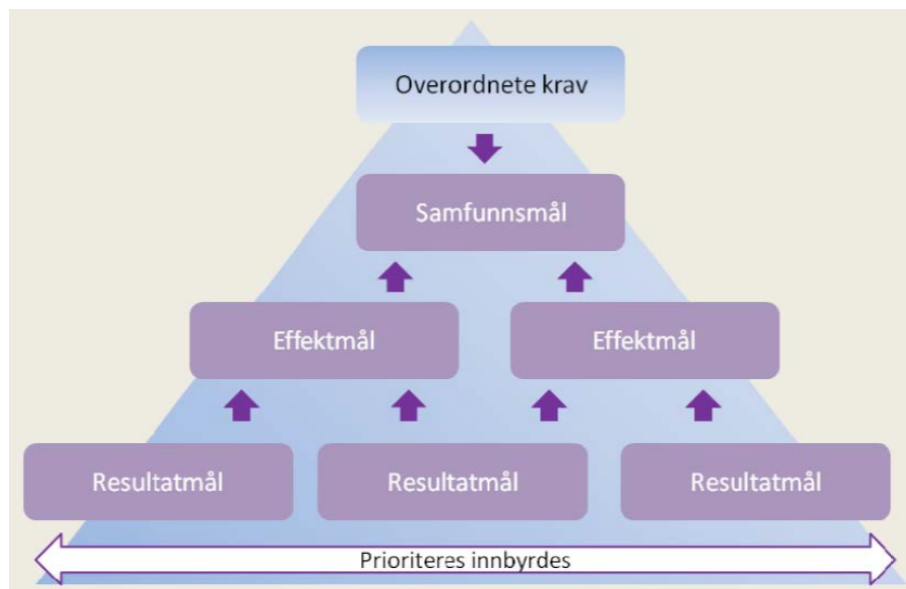 Overordnete krav
Samfunnsmål
Effektmål
Effektmål
Resultatmål
Resultatmål
Resultatmål
Prioriteres innbyrdes